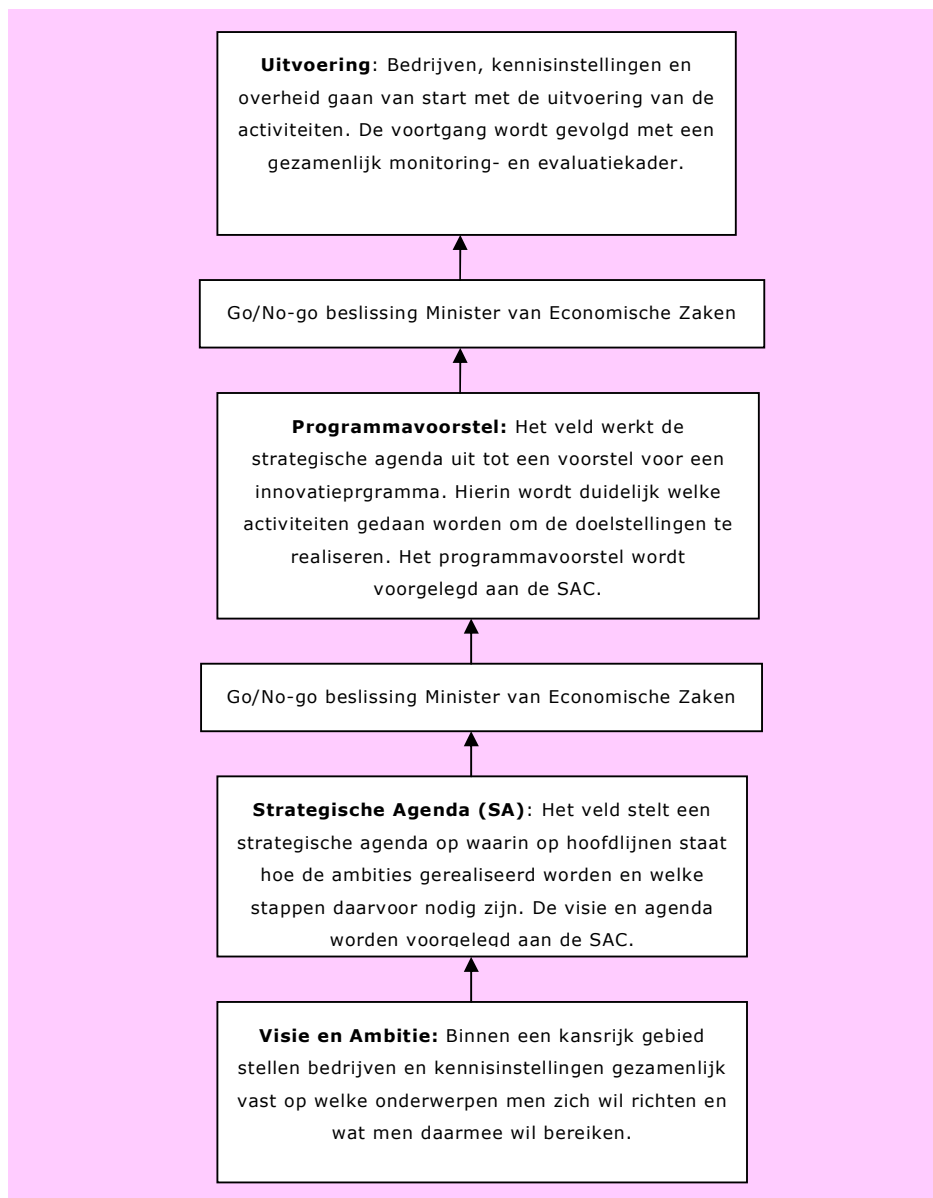 Uitvoering: Bedrijven, kennisinstellingen en
overheid gaan van start met de uitvoering van de
activiteiten. De voortgang wordt gevolgd met een
gezamenlijk monitoring- en evaluatiekader.
Go/No-go beslissing Minister van Economische Zaken
Programmavoorstel: Het veld werkt de
strategische agenda uit tot een voorstel voor een
innovatieprgramma. Hierin wordt duidelijk welke
activiteiten gedaan worden om de doelstellingen te
realiseren. Het programmavoorstel wordt
voorgelegd aan de SAC.
Go/No-go beslissing Minister van Economische Zaken
Strategische Agenda (SA): Het veld stelt een
strategische agenda op waarin op hoofdlijnen staat
hoe de ambities gerealiseerd worden en welke
stappen daarvoor nodig zijn. De visie en agenda
worden voorgelegd aan de SAC.
Visie en Ambitie: Binnen een kansrijk gebied
stellen bedrijven en kennisinstellingen gezamenlijk
vast op welke onderwerpen men zich wil richten en
wat men daarmee wil bereiken.